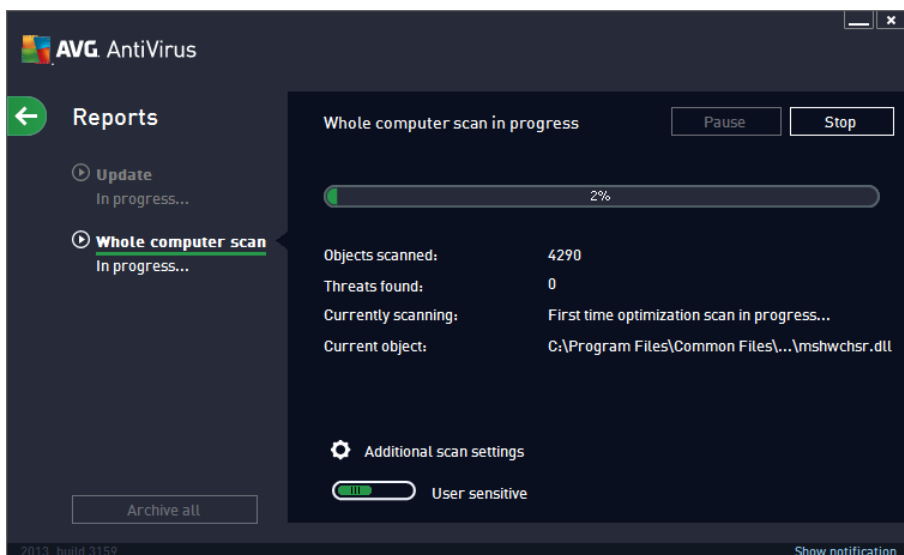 AVG. AntiVirus
Reports
Update
In progress...
Whole computer scan
In progress...
Archive all
Whole computer scan in progress
Pause
Stop
2%
Objects scanned: 4290
Threats found: 0
Currently scanning: First time optimization scan in progress...
Current object: C:\Program Files\Common Files\...\mshwchsr.dll
Additional scan settings
User sensitive
2013 build 3159
Show notification